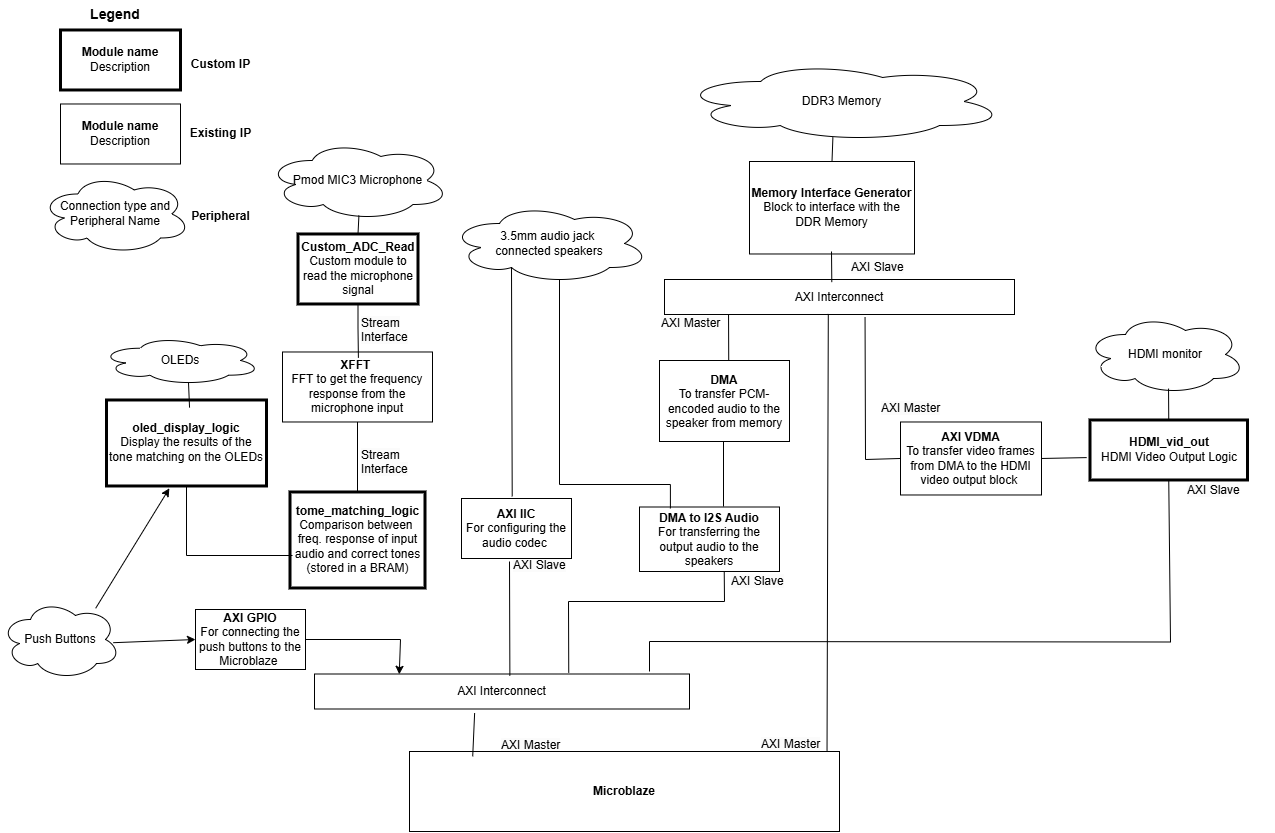 Legend
Module name
Description
Custom IP
Module name
Description
Existing IP
Connection type and
Peripheral Name
Peripheral
Pmod MIC3 Microphone
Custom_ADC_Read
Custom module to
read the microphone
signal
Stream
Interface
XFFT
FFT to get the frequency
response from the
microphone input
Stream
Interface
tome_matching_logic
Comparison between
freq. response of input
audio and correct tones
(stored in a BRAM)
OLEDs
oled_display_logic
Display the results of the
tone matching on the OLEDs
Push Buttons
AXI GPIO
For connecting the
push buttons to the
Microblaze
3.5mm audio jack
connected speakers
AXI IIC
For configuring the
audio codec
AXI Slave
DDR3 Memory
Memory Interface Generator
Block to interface with the
DDR Memory
AXI Slave
AXI Interconnect
AXI Master
DMA
To transfer PCM-
encoded audio to the
speaker from memory
DMA to I2S Audio
For transferring the
output audio to the
speakers
AXI Slave
AXI Master
AXI VDMA
To transfer video frames
from DMA to the HDMI
video output block
HDMI monitor
HDMI_vid_out
HDMI Video Output Logic
AXI Slave
AXI Interconnect
AXI Master
AXI Master
Microblaze